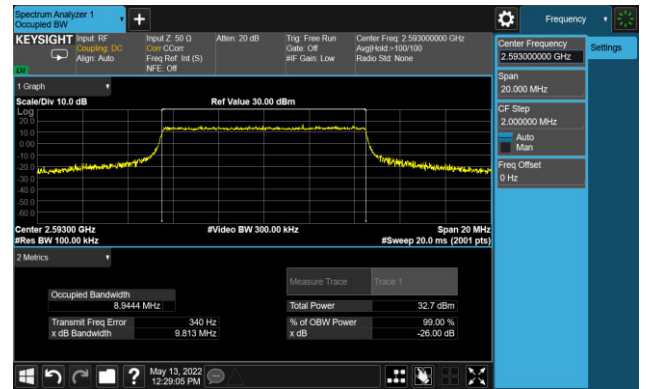 Spectrum Analyzer 1
Occupied BW
Frequency
KEYSIGHT
Input: RF
Coupling: DC
Align: Auto
Input Z: 50 Ω
Corr CCorr
Freq Ref: Int (S)
NFE: Off
Atten: 20 dB
Trig: Free Run
Gate: Off
#IF Gain: Low
Center Freq: 2.593000000 GHz
Avg|Hold:>100/100
Radio Std: None
LXI
Center Frequency
2.593000000 GHz
Settings
Span
20.000 MHz
CF Step
2.000000 MHz
Auto
Man
Freq Offset
0 Hz
1 Graph
Scale/Div 10.0 dB
Ref Value 30.00 dBm
Log
20.0
10.0
0.00
-10.0
-20.0
-30.0
-40.0
-50.0
-60.0
Center 2.59300 GHz
#Video BW 300.00 kHz
Span 20 MHz
#Res BW 100.00 kHz
#Sweep 20.0 ms (2001 pts)
2 Metrics
Measure Trace
Trace 1
Occupied Bandwidth
8.9444 MHz
Total Power
32.7 dBm
Transmit Freq Error
340 Hz
% of OBW Power
99.00 %
x dB Bandwidth
9.813 MHz
x dB
-26.00 dB
?
May 13, 2022
12:29:05 PM